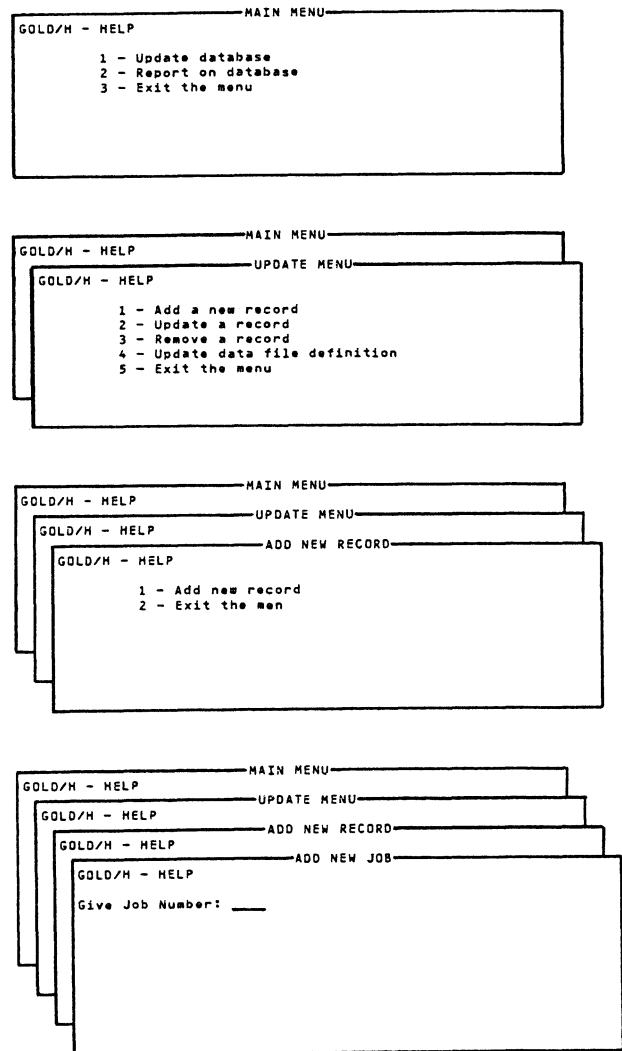 MAIN MENU
GOLD/H - HELP
1 - Update database
2 - Report on database
3 - Exit the menu
MAIN MENU
GOLD/H - HELP
UPDATE MENU
GOLD/H - HELP
1 - Add a new record
2 - Update a record
3 - Remove a record
4 - Update data file definition
5 - Exit the menu
MAIN MENU
GOLD/H - HELP
UPDATE MENU
GOLD/H - HELP
ADD NEW RECORD
GOLD/H - HELP
1 - Add new record
2 - Exit the men
MAIN MENU
GOLD/H - HELP
UPDATE MENU
GOLD/H - HELP
ADD NEW RECORD
GOLD/H - HELP
ADD NEW JOB
GOLD/H - HELP
Give Job Number: ____